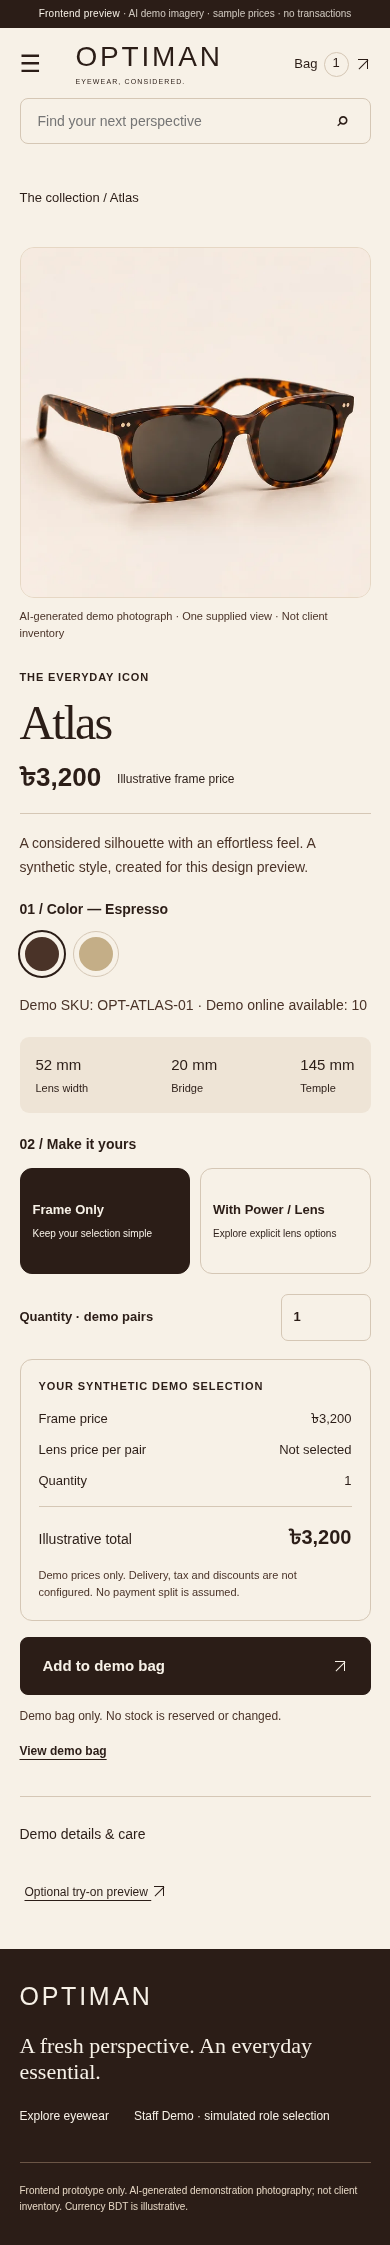 Frontend preview · AI demo imagery · sample prices · no transactions
OPTIMAN
EYEWEAR, CONSIDERED.
Bag 1
Find your next perspective
The collection / Atlas
AI-generated demo photograph · One supplied view · Not client
inventory
THE EVERYDAY ICON
Atlas
৳3,200 Illustrative frame price
A considered silhouette with an effortless feel. A
synthetic style, created for this design preview.
01 / Color — Espresso
Demo SKU: OPT-ATLAS-01 · Demo online available: 10
52 mm 20 mm 145 mm
Lens width Bridge Temple
02 / Make it yours
Frame Only With Power / Lens
Keep your selection simple Explore explicit lens options
Quantity · demo pairs 1
YOUR SYNTHETIC DEMO SELECTION
Frame price ৳3,200
Lens price per pair Not selected
Quantity 1
Illustrative total ৳3,200
Demo prices only. Delivery, tax and discounts are not
configured. No payment split is assumed.
Add to demo bag
Demo bag only. No stock is reserved or changed.
View demo bag
Demo details & care
Optional try-on preview
OPTIMAN
A fresh perspective. An everyday
essential.
Explore eyewear Staff Demo · simulated role selection
Frontend prototype only. AI-generated demonstration photography; not client
inventory. Currency BDT is illustrative.